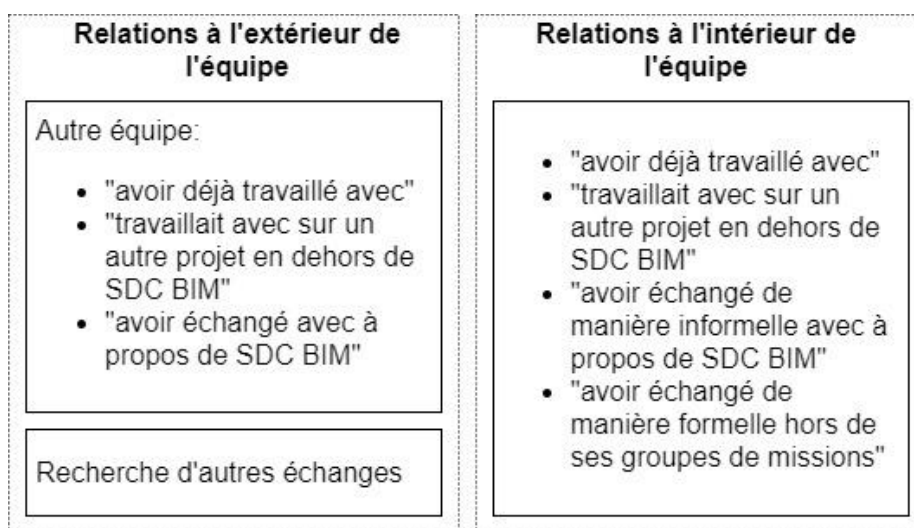 Relations à l'extérieur de
l'équipe
Autre équipe:
• "avoir déjà travaillé avec"
• "travaillait avec sur un
autre projet en dehors de
SDC BIM"
• "avoir échangé avec à
propos de SDC BIM"
Recherche d'autres échanges
Relations à l'intérieur de
l'équipe
• "avoir déjà travaillé avec"
• "travaillait avec sur un
autre projet en dehors de
SDC BIM"
• "avoir échangé de
manière informelle avec à
propos de SDC BIM"
• "avoir échangé de
manière formelle hors de
ses groupes de missions"